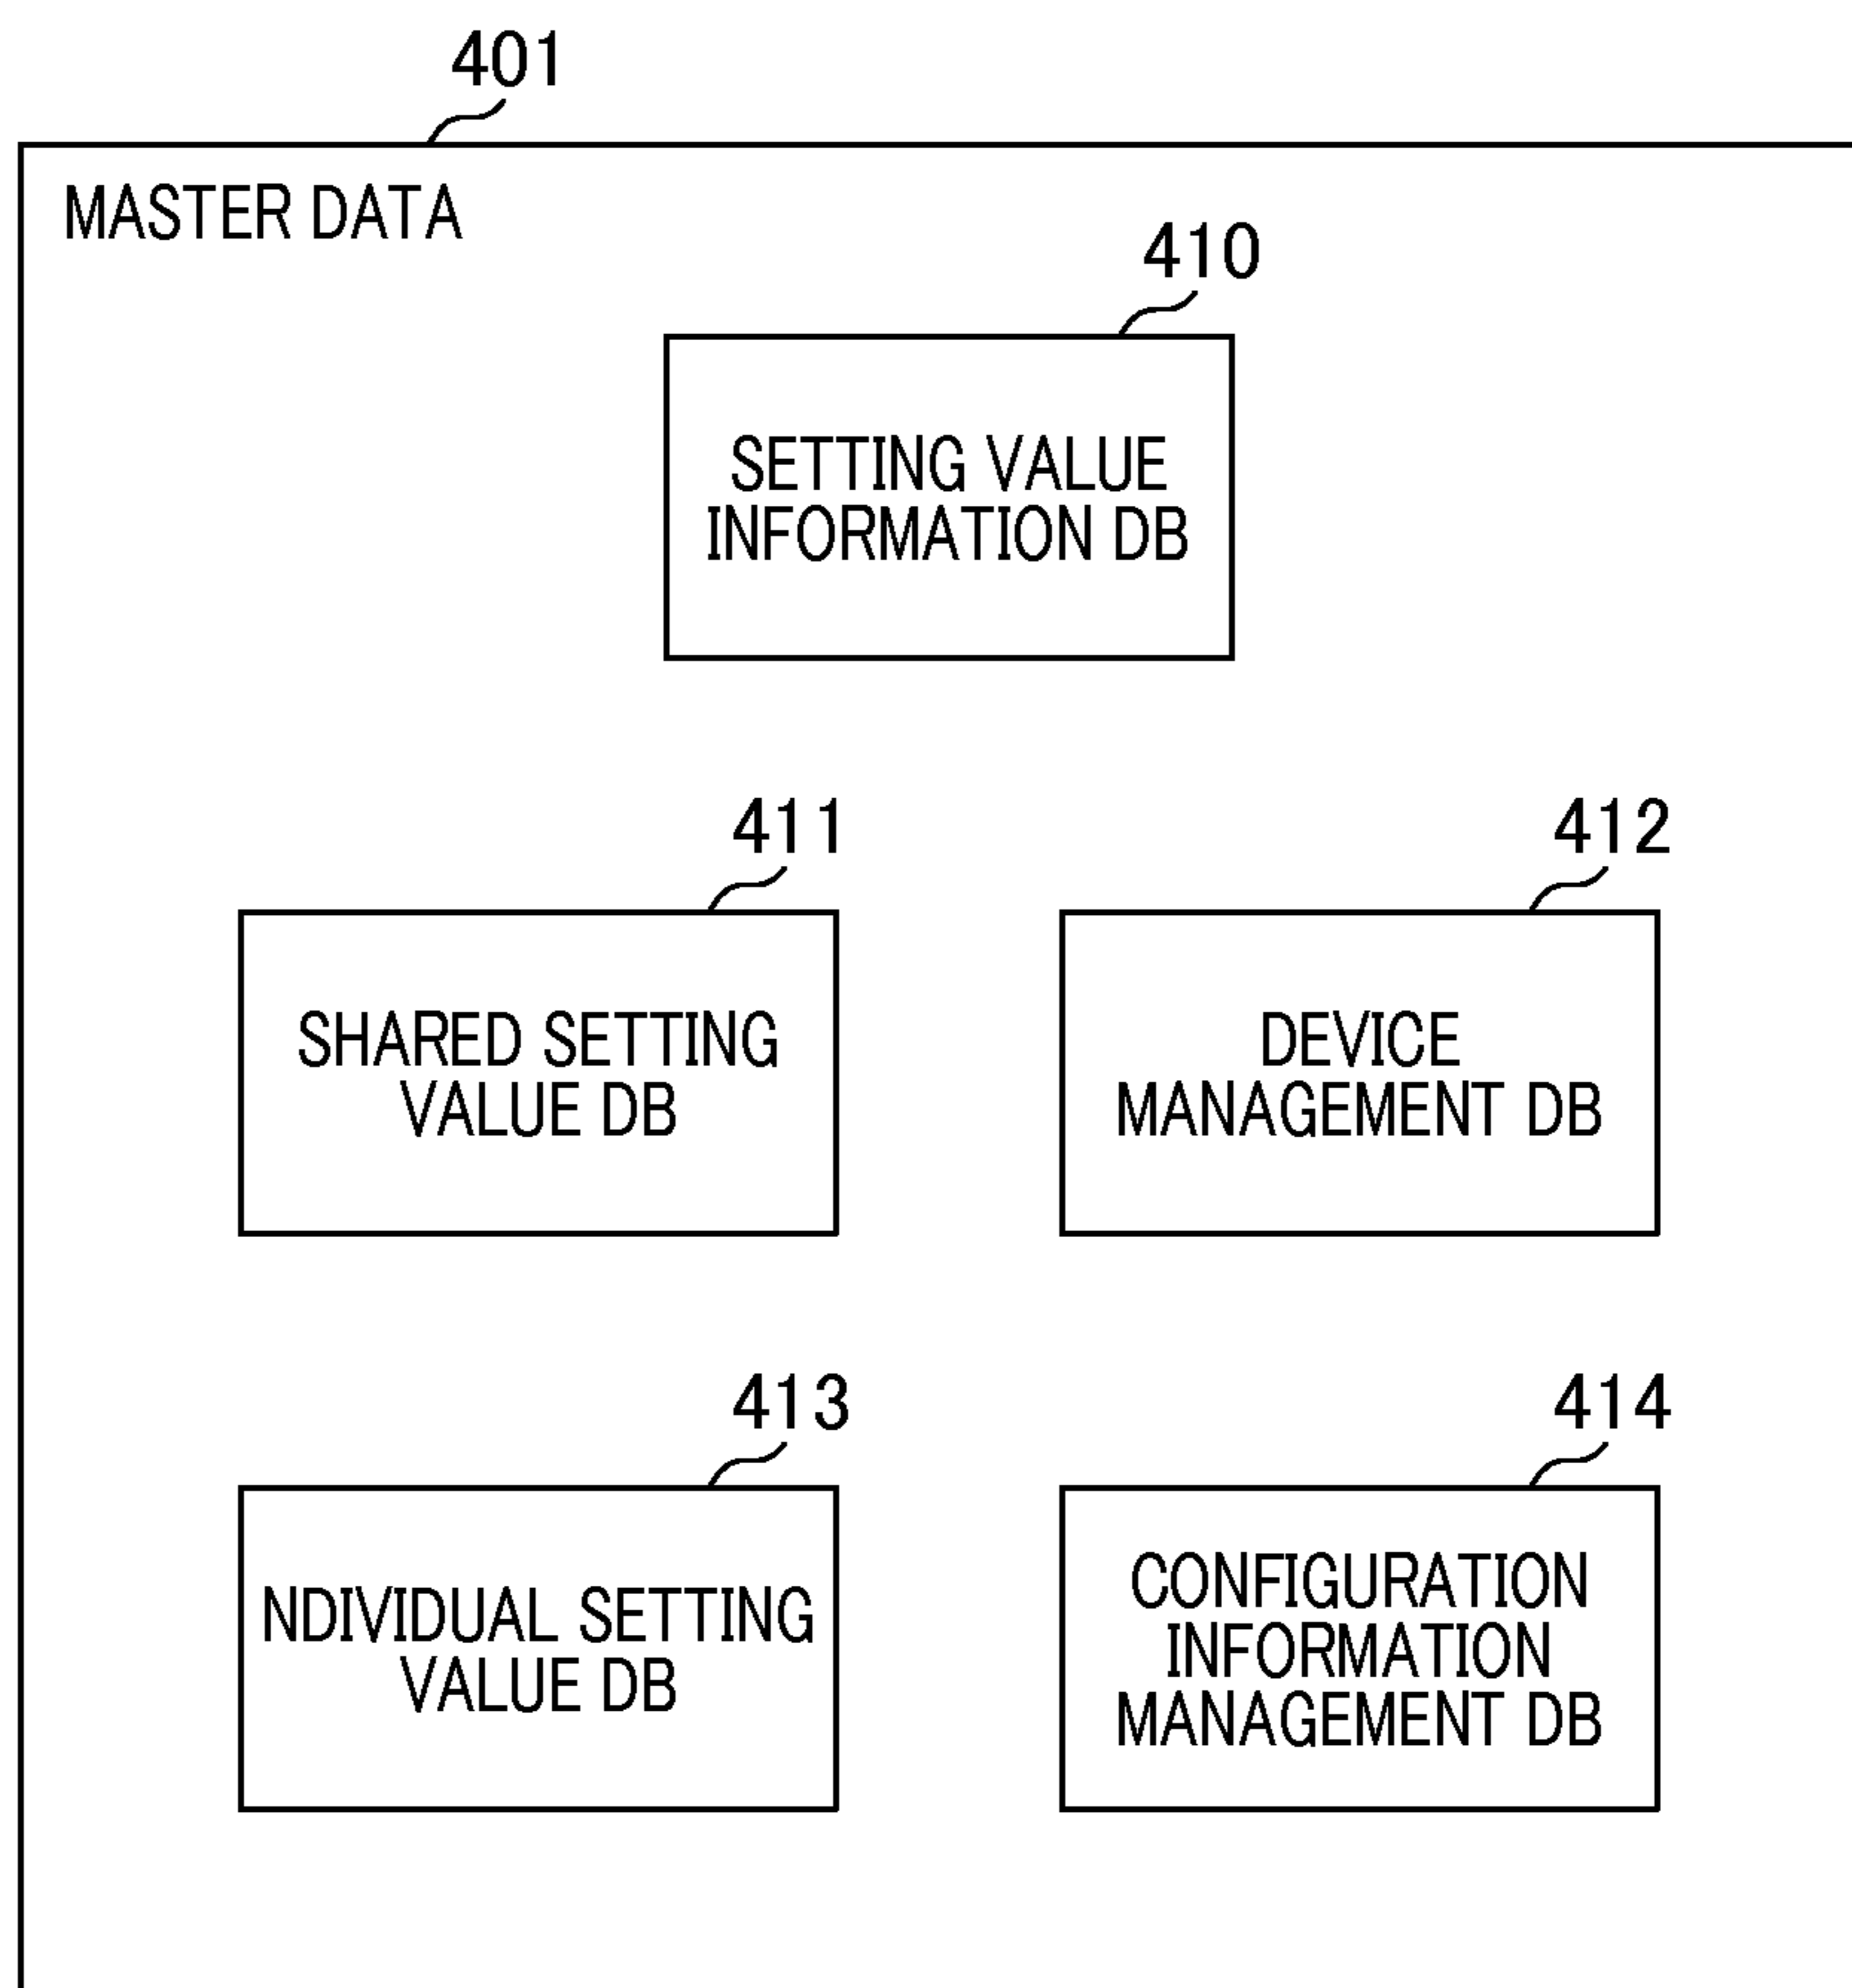 401
MASTER DATA
410
SETTING VALUE
INFORMATION DB
411
412
SHARED SETTING
VALUE DB
DEVICE
MANAGEMENT DB
413
414
NDIVIDUAL SETTING
VALUE DB
CONFIGURATION
INFORMATION
MANAGEMENT DB